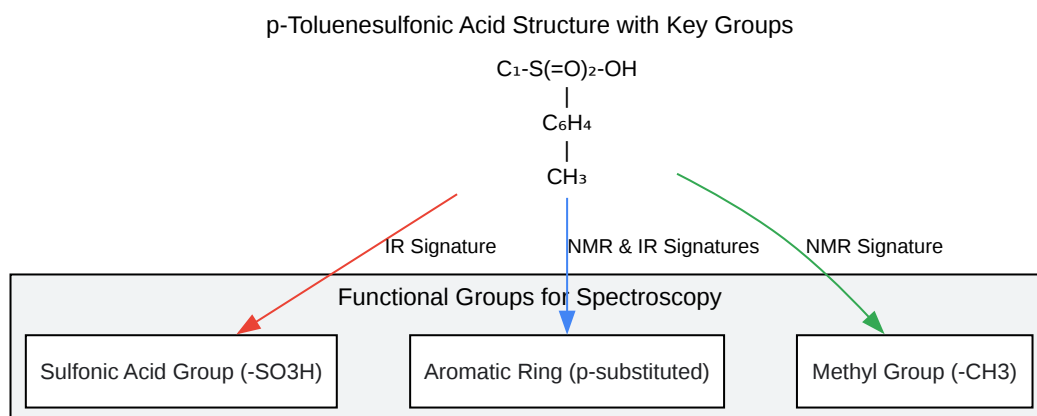 p-Toluenesulfonic Acid Structure with Key Groups
C₁-S(=O)₂-OH
|
C₆H₄
|
CH₃
IR Signature
NMR & IR Signatures
NMR Signature
Functional Groups for Spectroscopy
Sulfonic Acid Group (-SO3H)
Aromatic Ring (p-substituted)
Methyl Group (-CH3)